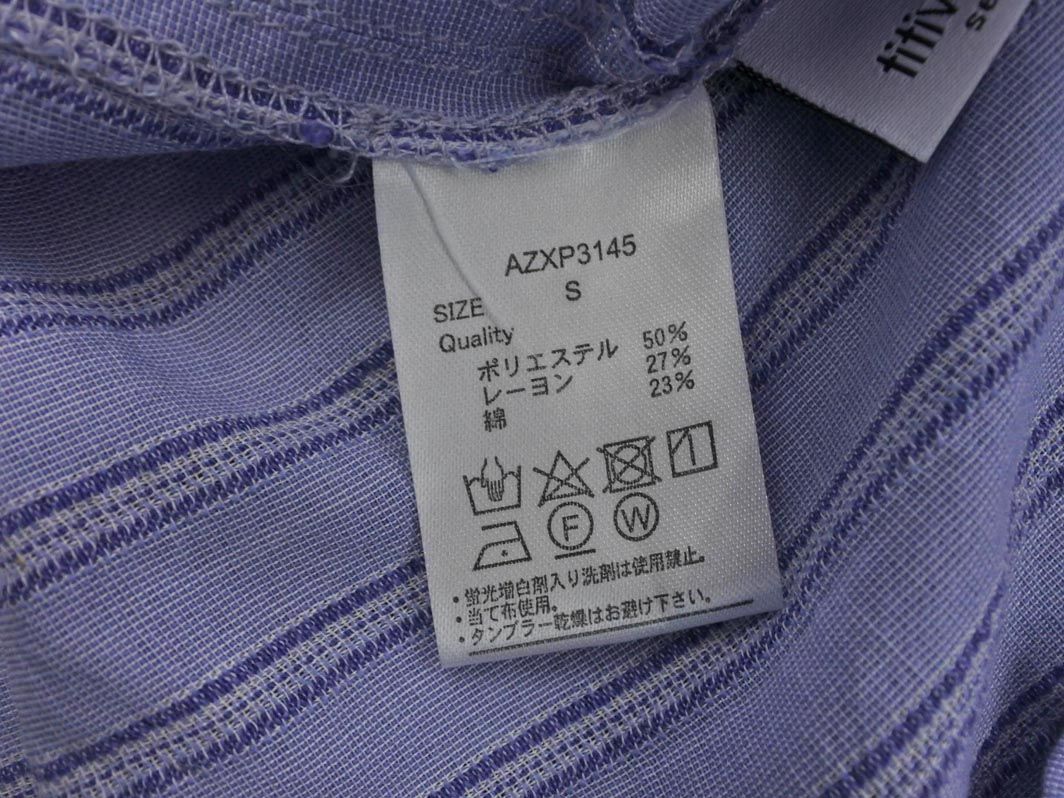 titiv
se
AZXP3145
SIZE S
Quality
ポリエステル 50%
レーヨン 27%
綿 23%
F W
・蛍光増白剤入り洗剤は使用禁止。
・当て布使用。
・タンブラー乾燥はお避け下さい。